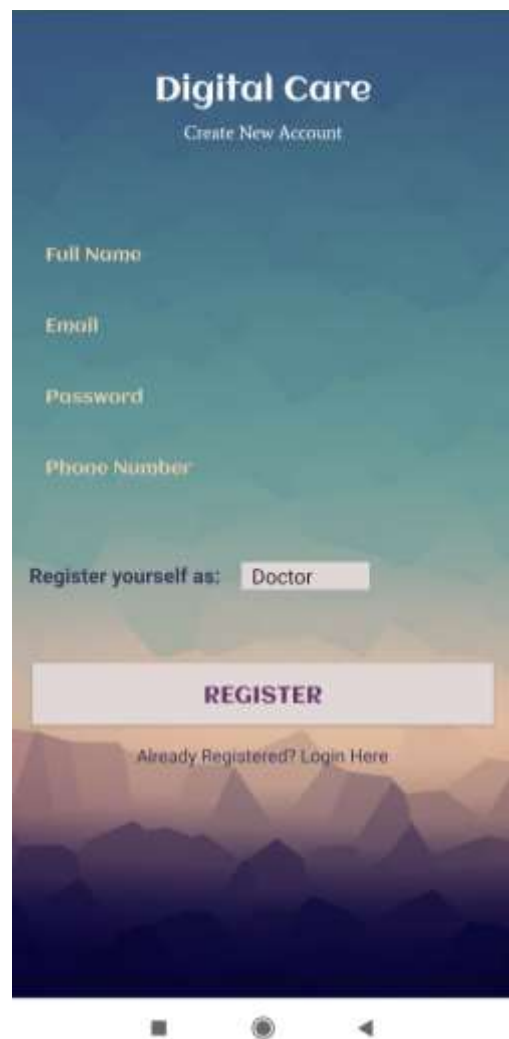 Digital Care
Create New Account
Full Name
Email
Password
Phone Number
Register yourself as: Doctor
REGISTER
Already Registered? Login Here